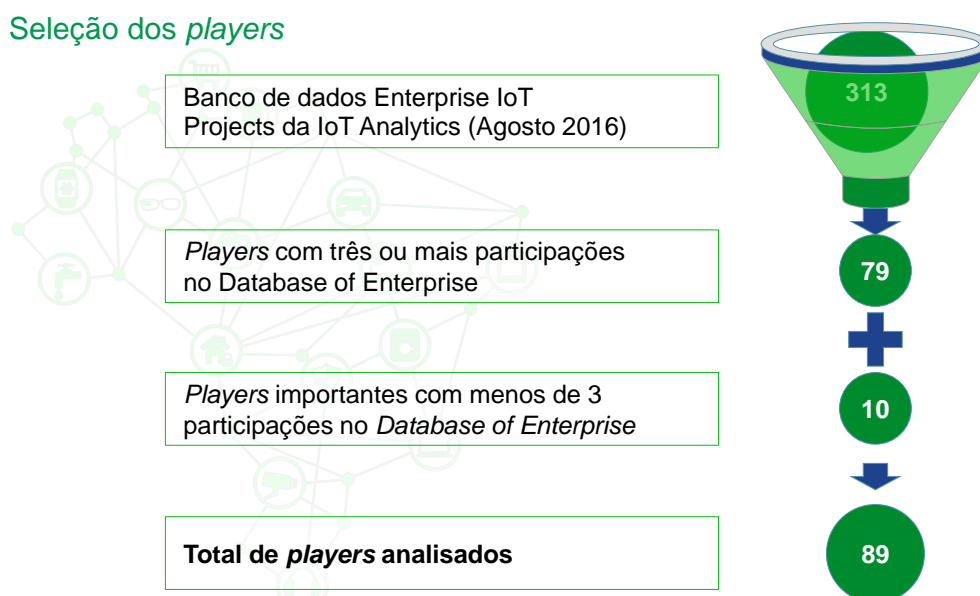 Seleção dos players
Banco de dados Enterprise IoT
Projects da IoT Analytics (Agosto 2016)
313
Players com três ou mais participações
no Database of Enterprise
79
Players importantes com menos de 3
participações no Database of Enterprise
10
Total de players analisados
89